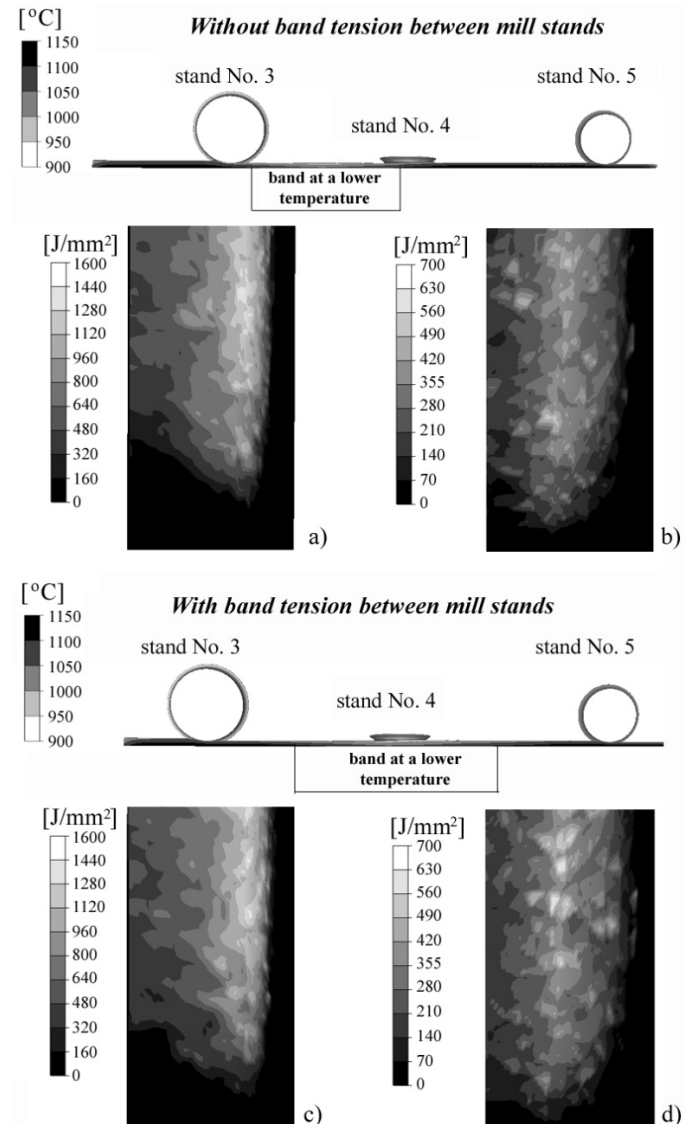 [°C]
Without band tension between mill stands
1150
1100
1050
1000
950
900
stand No. 3
stand No. 4
stand No. 5
band at a lower
temperature
[J/mm²]
1600
1440
1280
1120
960
800
640
480
320
160
0
a)
[J/mm²]
700
630
560
490
420
355
280
210
140
70
0
b)
[°C]
With band tension between mill stands
1150
1100
1050
1000
950
900
stand No. 3
stand No. 4
stand No. 5
band at a lower
temperature
[J/mm²]
1600
1440
1280
1120
960
800
640
480
320
160
0
c)
[J/mm²]
700
630
560
490
420
355
280
210
140
70
0
d)